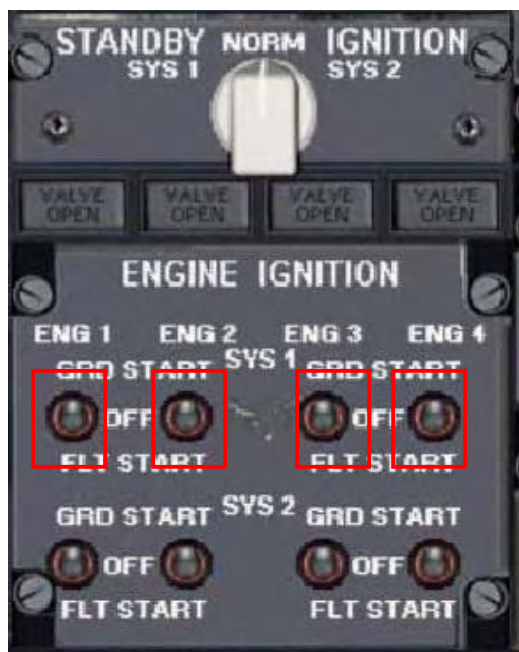 STANDBY NORM IGNITION
SYS 1 SYS 2
VALVE OPEN VALVE OPEN VALVE OPEN VALVE OPEN
ENGINE IGNITION
ENG 1 ENG 2 ENG 3 ENG 4
SYS 1
GRD START GRD START
OFF OFF
FLT START FLT START
SYS 2
GRD START GRD START
OFF OFF
FLT START FLT START